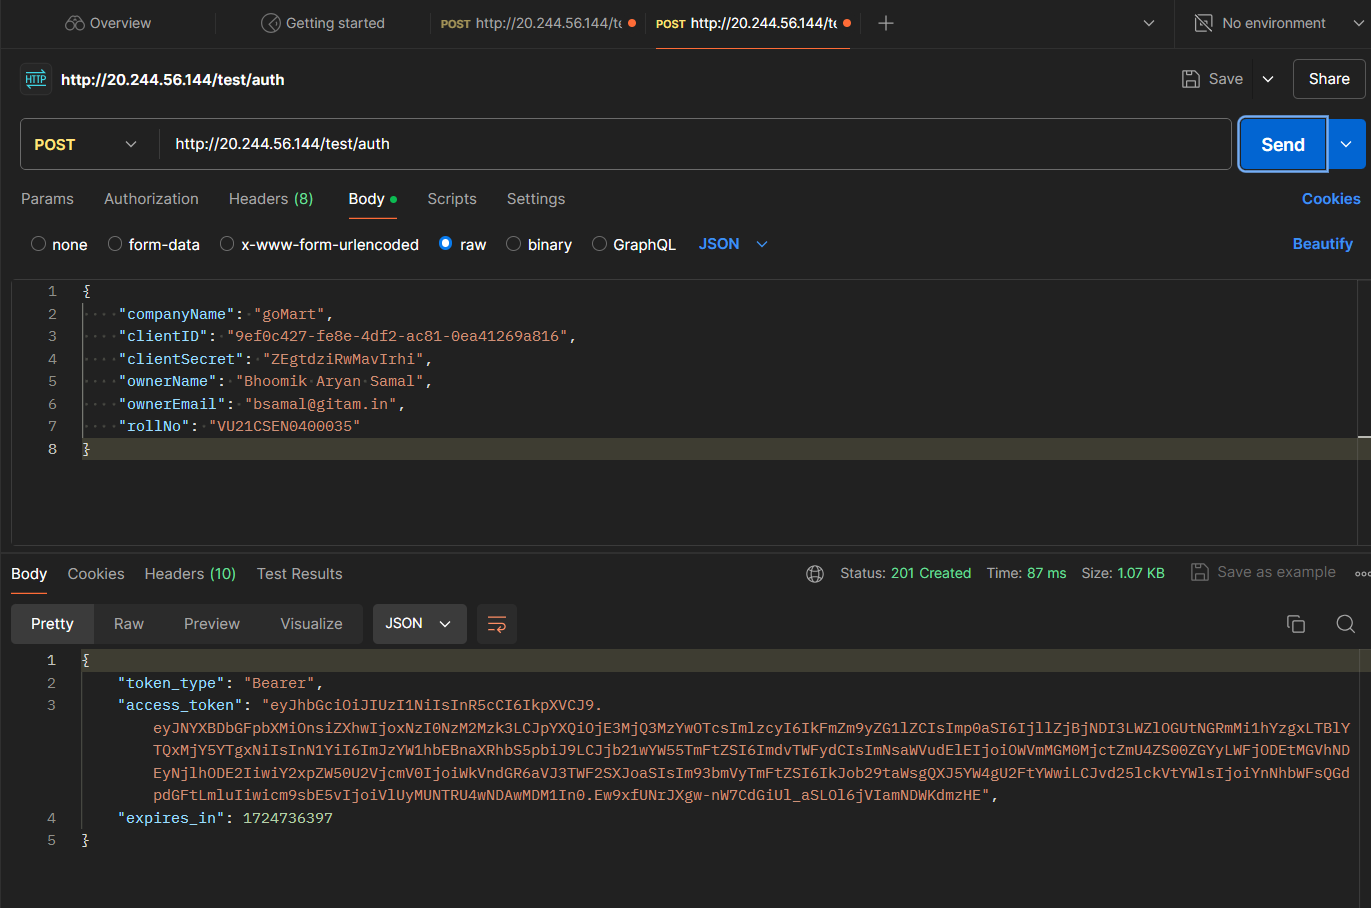 Overview
Getting started
POST http://20.244.56.144/te
POST http://20.244.56.144/te
No environment
HTTP
http://20.244.56.144/test/auth
Save
Share
POST
http://20.244.56.144/test/auth
Send
Params
Authorization
Headers (8)
Body
Scripts
Settings
Cookies
none
form-data
x-www-form-urlencoded
raw
binary
GraphQL
JSON
Beautify
1 {
2 "companyName": "goMart",
3 "clientID": "9ef0c427-fe8e-4df2-ac81-0ea41269a816",
4 "clientSecret": "ZEgtdziRwMavIrhi",
5 "ownerName": "Bhoomik Aryan Samal",
6 "ownerEmail": "bsamal@gitam.in",
7 "rollNo": "VU21CSEN0400035"
8 }
Body
Cookies
Headers (10)
Test Results
Status: 201 Created
Time: 87 ms
Size: 1.07 KB
Save as example
Pretty
Raw
Preview
Visualize
JSON
1 {
2 "token_type": "Bearer",
3 "access_token": "eyJhbGciOiJIUzI1NiIsInR5cCI6IkpXVCJ9.
eyJNYXBDbGFpbXMiOnsiZXhwIjoxNzI0NzM2Mzk3LCJpYXQiOjE3MjQ3MzYwOTcsImlzcyI6IkFmZm9yZG1lZCIsImp0aSI6IjllZjBjNDI3LWZlOGUtNGRmMi1hYzgxLTBlY
TQxMjY5YTgxNiIsInN1YiI6ImJzYW1hbEBnaXRhbS5pbiJ9LCJjb21wYW55TmFtZSI6ImdvTWFydCIsImNsaWVudElEIjoiOWVmMGM0MjctZmU4ZS00ZGYyLWFjODEtMGVhND
EyNjlhODE2IiwiY2xpZW50U2VjcmV0IjoiWkVndGR6aVJ3TWF2SXJoaSIsIm93bmVyTmFtZSI6IkJob29taWsgQXJ5YW4gU2FtYWwiLCJvd25lckVtYWlsIjoiYnNhbWFsQGd
pdGFtLmluIiwicm9sbE5vIjoiVlUyMUNTRU4wNDAwMDM1In0.Ew9xfUNrJXgw-nW7CdGiUl_aSLOl6jVIamNDWKdmzHE",
4 "expires_in": 1724736397
5 }